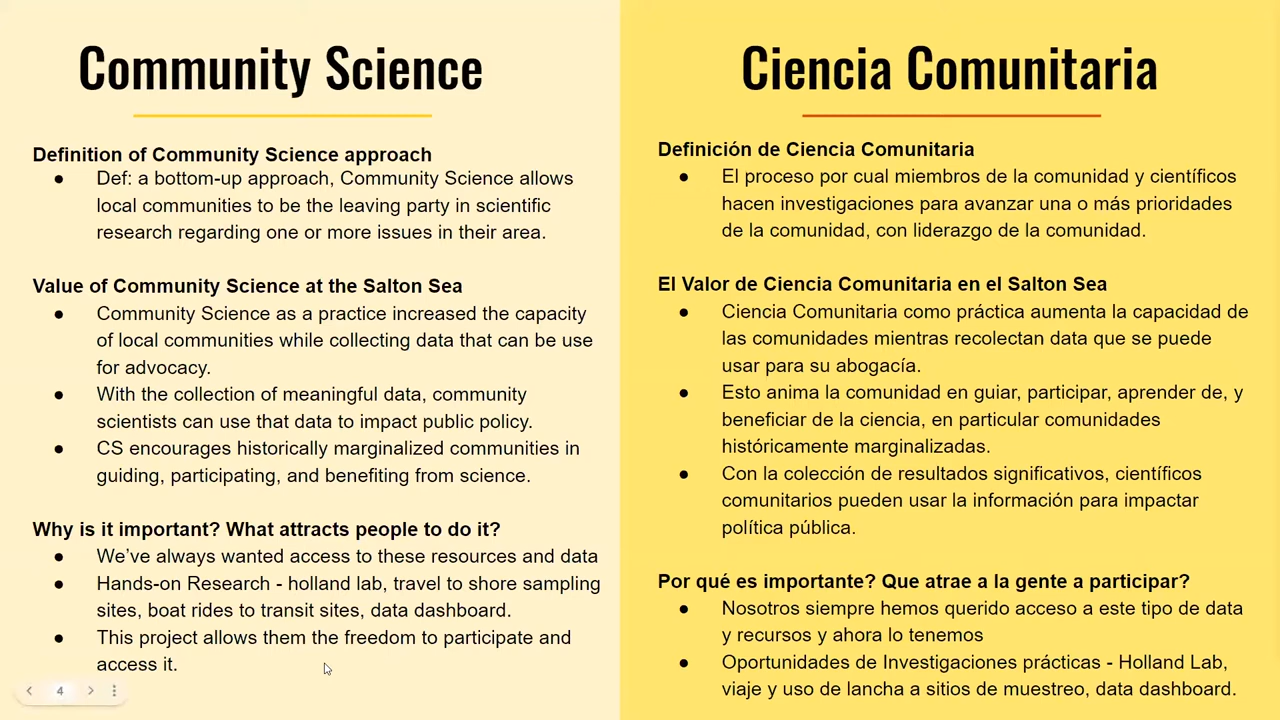 Community Science
Definition of Community Science approach
● Def: a bottom-up approach, Community Science allows
local communities to be the leaving party in scientific
research regarding one or more issues in their area.
Value of Community Science at the Salton Sea
● Community Science as a practice increased the capacity
of local communities while collecting data that can be use
for advocacy.
● With the collection of meaningful data, community
scientists can use that data to impact public policy.
● CS encourages historically marginalized communities in
guiding, participating, and benefiting from science.
Why is it important? What attracts people to do it?
● We’ve always wanted access to these resources and data
● Hands-on Research - holland lab, travel to shore sampling
sites, boat rides to transit sites, data dashboard.
● This project allows them the freedom to participate and
access it.
4
Ciencia Comunitaria
Definición de Ciencia Comunitaria
● El proceso por cual miembros de la comunidad y científicos
hacen investigaciones para avanzar una o más prioridades
de la comunidad, con liderazgo de la comunidad.
El Valor de Ciencia Comunitaria en el Salton Sea
● Ciencia Comunitaria como práctica aumenta la capacidad de
las comunidades mientras recolectan data que se puede
usar para su abogacía.
● Esto anima la comunidad en guiar, participar, aprender de, y
beneficiar de la ciencia, en particular comunidades
históricamente marginalizadas.
● Con la colección de resultados significativos, científicos
comunitarios pueden usar la información para impactar
política pública.
Por qué es importante? Que atrae a la gente a participar?
● Nosotros siempre hemos querido acceso a este tipo de data
y recursos y ahora lo tenemos
● Oportunidades de Investigaciones prácticas - Holland Lab,
viaje y uso de lancha a sitios de muestreo, data dashboard.